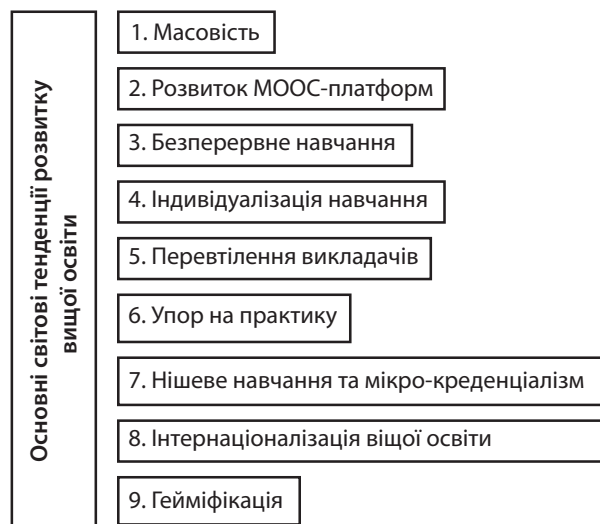 Основні світові тенденції розвитку
вищої освіти
1. Масовість
2. Розвиток МООС-платформ
3. Безперервне навчання
4. Індивідуалізація навчання
5. Перевтілення викладачів
6. Упор на практику
7. Нішеве навчання та мікро-креденціалізм
8. Інтернаціоналізація віщої освіти
9. Гейміфікація